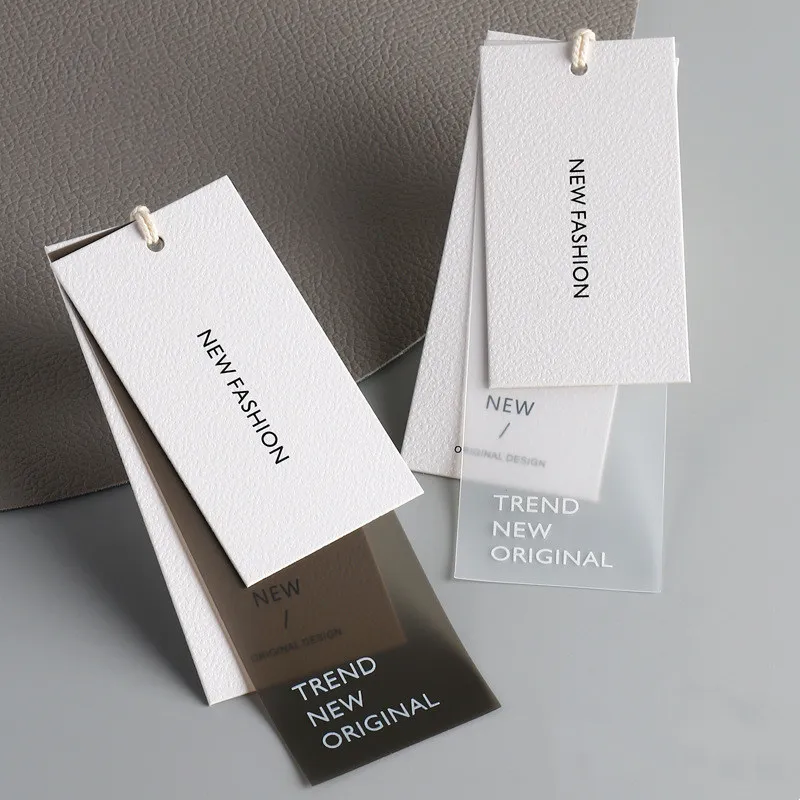 NEW FASHION
NEW
/
ORIGINAL DESIGN
TREND
NEW
ORIGINAL
NEW FASHION
NEW
/
ORIGINAL DESIGN
TREND
NEW
ORIGINAL